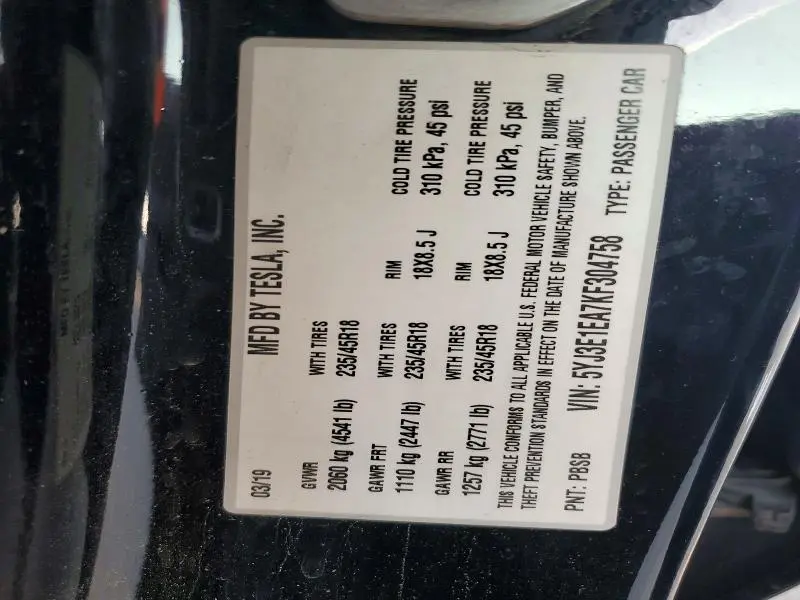 03/19 MFD BY TESLA, INC.
GVWR WITH TIRES
2060 kg (4541 lb) 235/45R18
GAWR FRT WITH TIRES RIM COLD TIRE PRESSURE
1110 kg (2447 lb) 235/45R18 18X8.5 J 310 kPa, 45 psi
GAWR RR WITH TIRES RIM COLD TIRE PRESSURE
1257 kg (2771 lb) 235/45R18 18X8.5 J 310 kPa, 45 psi
THIS VEHICLE CONFORMS TO ALL APPLICABLE U.S. FEDERAL MOTOR VEHICLE SAFETY, BUMPER, AND
THEFT PREVENTION STANDARDS IN EFFECT ON THE DATE OF MANUFACTURE SHOWN ABOVE.
PNT: PBSB VIN: 5YJ3E1EA7KF304758 TYPE: PASSENGER CAR